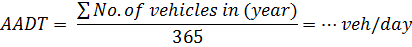 AADT = ∑ No. of vehicles in (year) / 365 = ⋯ veh/day